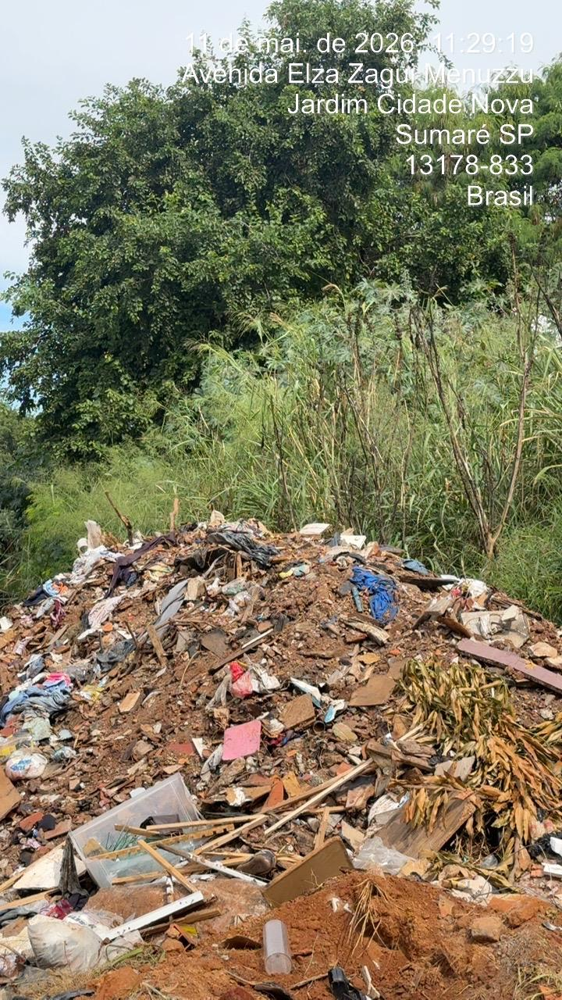 11 de mai. de 2026 11:29:19
Avenida Elza Zagui Menuzzu
Jardim Cidade Nova
Sumaré SP
13178-833
Brasil